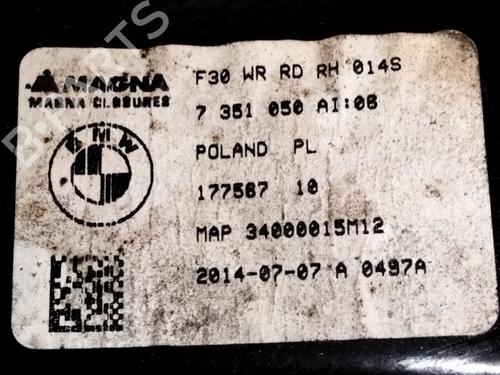 MAGNA
MAGNA CLOSURES
BMW
F30 WR RD RH 014S
7 351 050 AI:06
POLAND PL
177587 10
MAP 34000015M12
2014-07-07 A 0497A